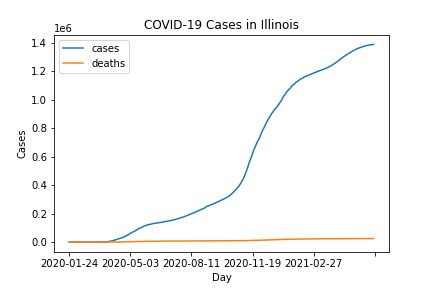 COVID-19 Cases in Illinois
1e6
cases
deaths
1.4
1.2
1.0
0.8
0.6
0.4
0.2
0.0
Cases
2020-01-24 2020-05-03 2020-08-11 2020-11-19 2021-02-27
Day